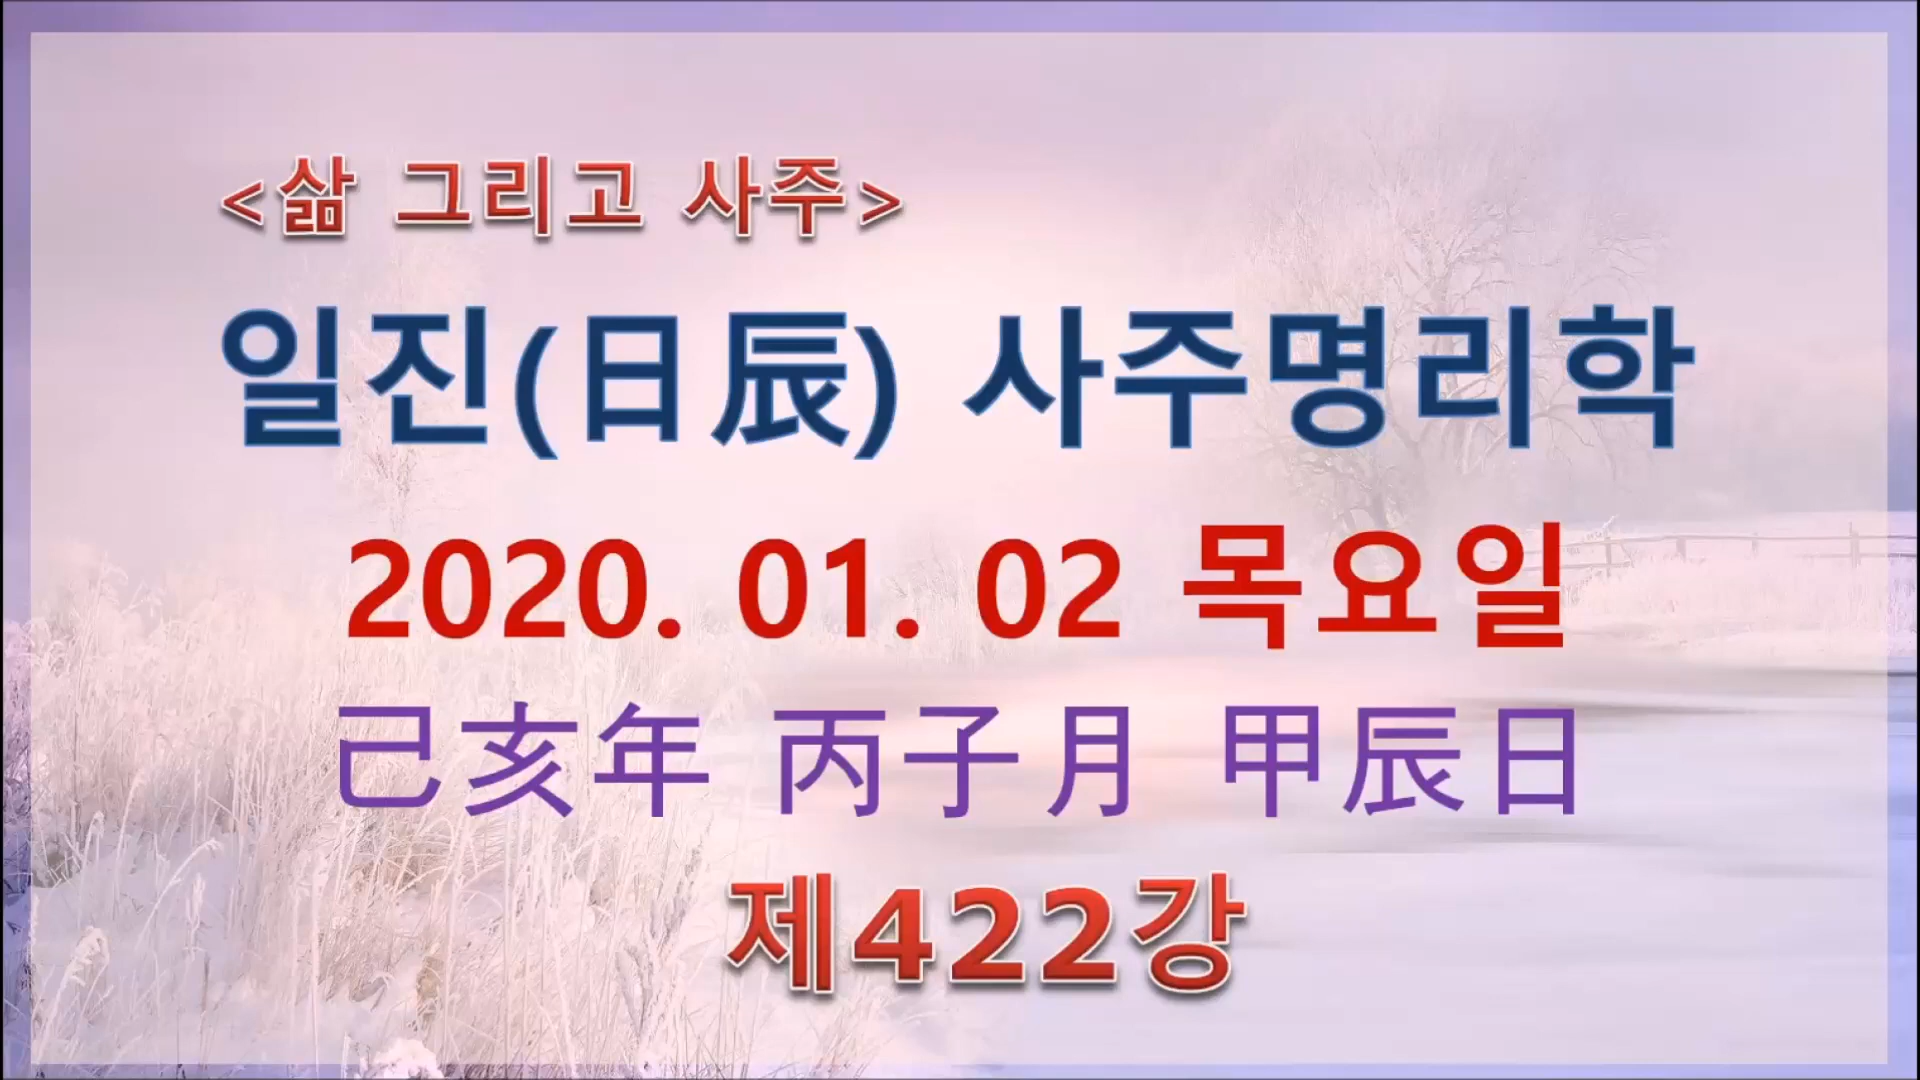 <삶 그리고 사주>
일진(日辰) 사주명리학
2020. 01. 02 목요일
己亥年 丙子月 甲辰日
제422강